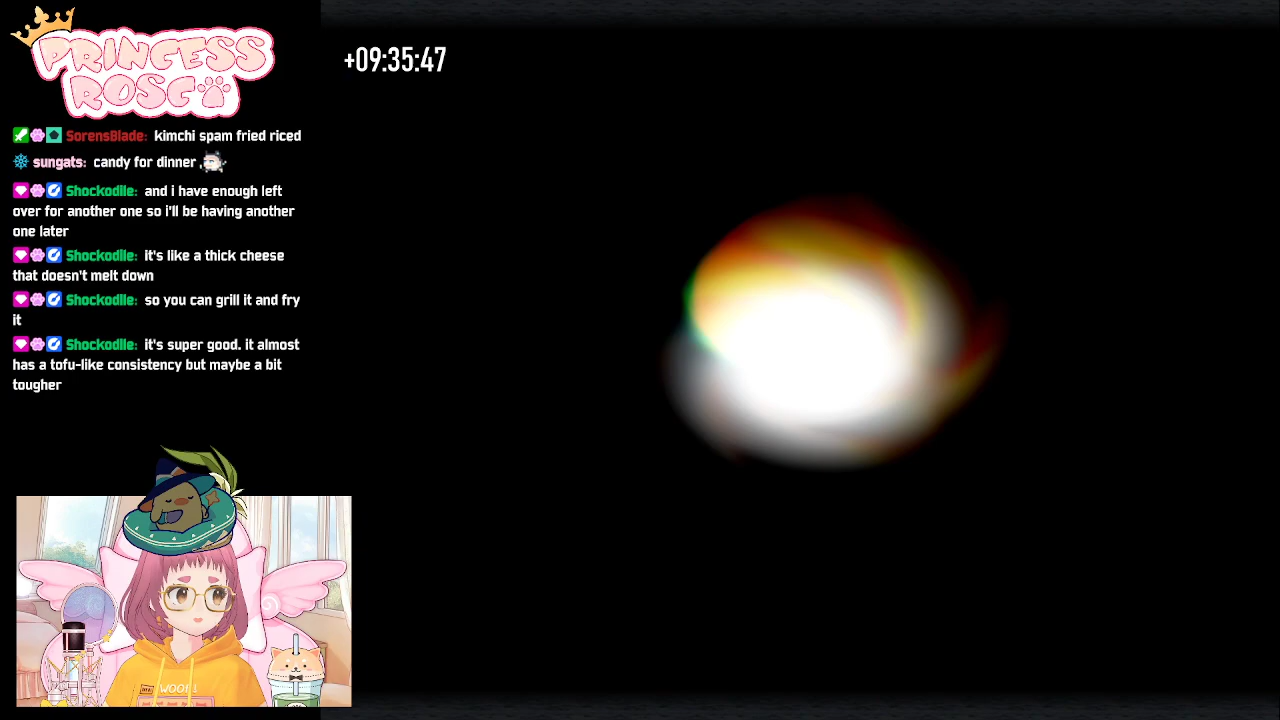 PRINCESS
ROSE
+09:35:47
SorensBlade: kimchi spam fried riced
sungats: candy for dinner
Shockodile: and i have enough left
over for another one so i'll be having another
one later
Shockodile: it's like a thick cheese
that doesn't melt down
Shockodile: so you can grill it and fry
it
Shockodile: it's super good. it almost
has a tofu-like consistency but maybe a bit
tougher
WOOF!